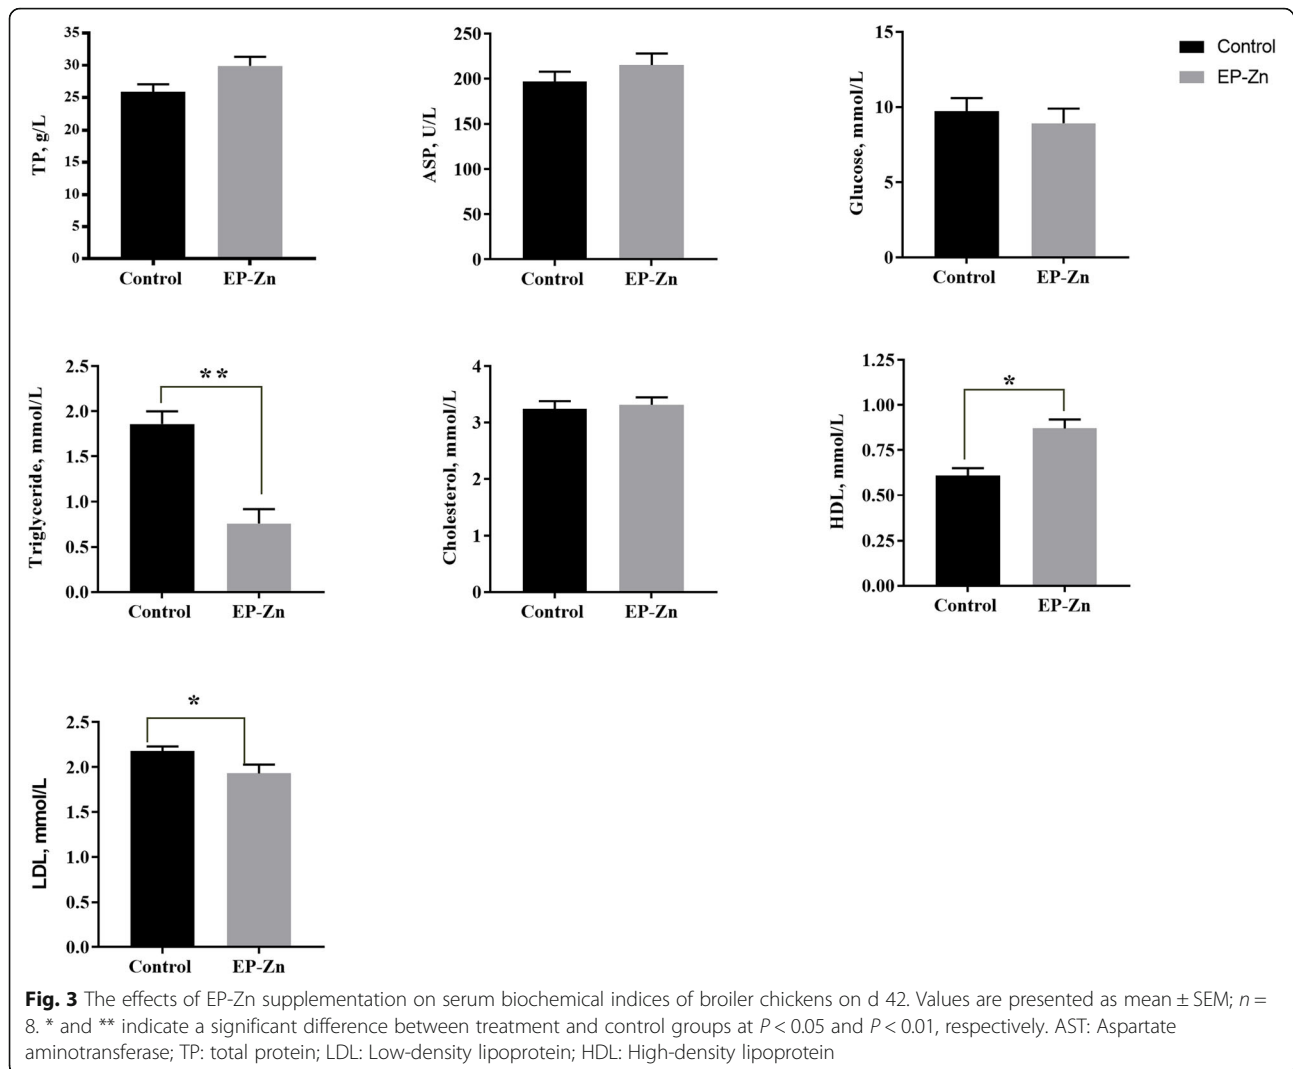 35
30
25
20
15
10
5
0
TP, g/L
Control EP-Zn
250
200
150
100
50
0
ASP, U/L
Control EP-Zn
15
10
5
0
Glucose, mmol/L
Control EP-Zn
Control
EP-Zn
2.5
2.0
1.5
1.0
0.5
0.0
Triglyceride, mmol/L
**
Control EP-Zn
4
3
2
1
0
Cholesterol, mmol/L
Control EP-Zn
1.25
1.00
0.75
0.50
0.25
0.00
HDL, mmol/L
*
Control EP-Zn
2.5
2.0
1.5
1.0
0.5
0.0
LDL, mmol/L
*
Control EP-Zn
Fig. 3 The effects of EP-Zn supplementation on serum biochemical indices of broiler chickens on d 42. Values are presented as mean ± SEM; n =
8. * and ** indicate a significant difference between treatment and control groups at P < 0.05 and P < 0.01, respectively. AST: Aspartate
aminotransferase; TP: total protein; LDL: Low-density lipoprotein; HDL: High-density lipoprotein